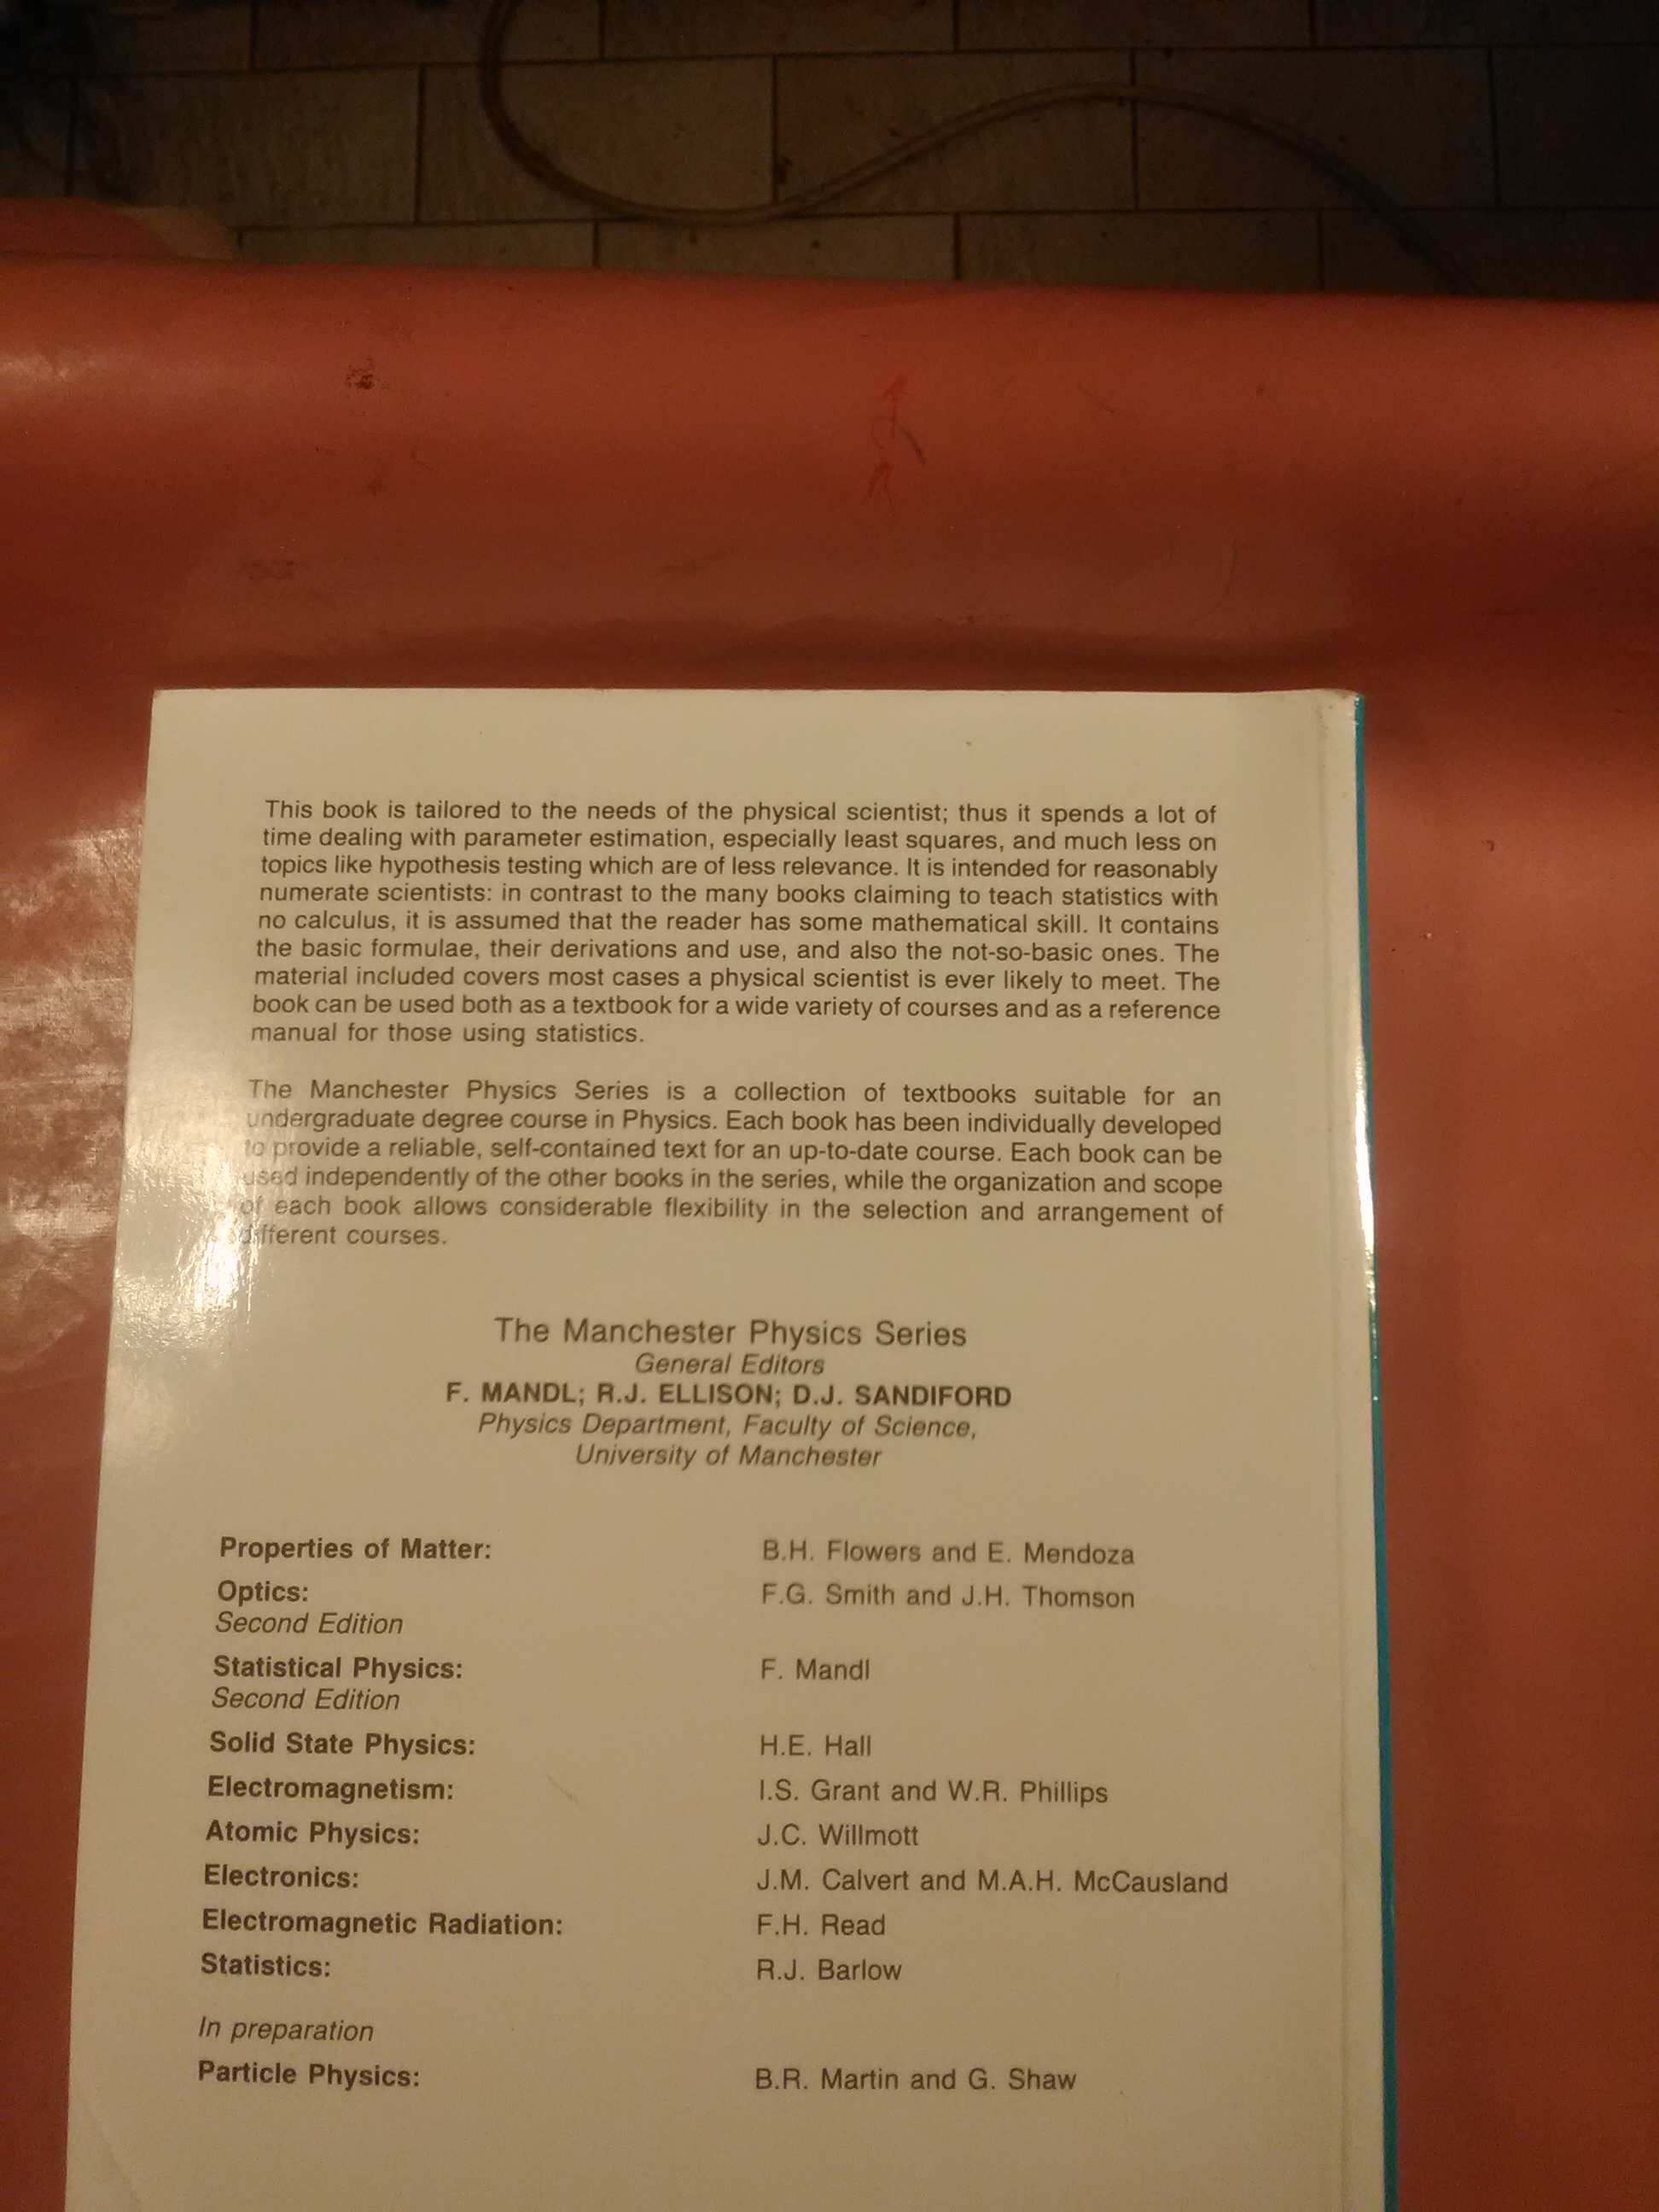 This book is tailored to the needs of the physical scientist; thus it spends a lot of
time dealing with parameter estimation, especially least squares, and much less on
topics like hypothesis testing which are of less relevance. It is intended for reasonably
numerate scientists: in contrast to the many books claiming to teach statistics with
no calculus, it is assumed that the reader has some mathematical skill. It contains
the basic formulae, their derivations and use, and also the not-so-basic ones. The
material included covers most cases a physical scientist is ever likely to meet. The
book can be used both as a textbook for a wide variety of courses and as a reference
manual for those using statistics.
The Manchester Physics Series is a collection of textbooks suitable for an
undergraduate degree course in Physics. Each book has been individually developed
to provide a reliable, self-contained text for an up-to-date course. Each book can be
used independently of the other books in the series, while the organization and scope
of each book allows considerable flexibility in the selection and arrangement of
different courses.
The Manchester Physics Series
General Editors
F. MANDL; R.J. ELLISON; D.J. SANDIFORD
Physics Department, Faculty of Science,
University of Manchester
Properties of Matter: B.H. Flowers and E. Mendoza
Optics: F.G. Smith and J.H. Thomson
Second Edition
Statistical Physics: F. Mandl
Second Edition
Solid State Physics: H.E. Hall
Electromagnetism: I.S. Grant and W.R. Phillips
Atomic Physics: J.C. Willmott
Electronics: J.M. Calvert and M.A.H. McCausland
Electromagnetic Radiation: F.H. Read
Statistics: R.J. Barlow
In preparation
Particle Physics: B.R. Martin and G. Shaw